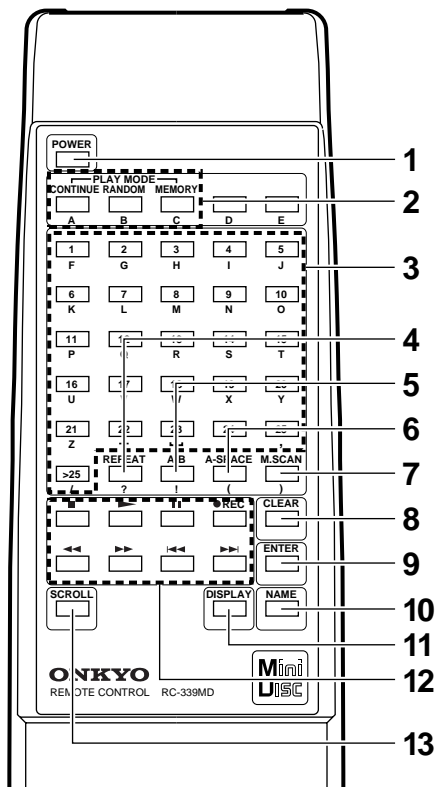 POWER
1
PLAY MODE
CONTINUE RANDOM MEMORY
A B C D E
2
1 2 3 4 5
F G H I J
3
6 7 8 9 10
K L M N O
11
P Q R S T
4
16
U W X Y
5
21 22 23
Z ,
6
REPEAT A-B A-SPACE M.SCAN
>25
/ ? ! ( )
7
REC CLEAR
8
ENTER
9
SCROLL DISPLAY NAME
10
11
ONKYO
REMOTE CONTROL RC-339MD
Mini
Disc
12
13